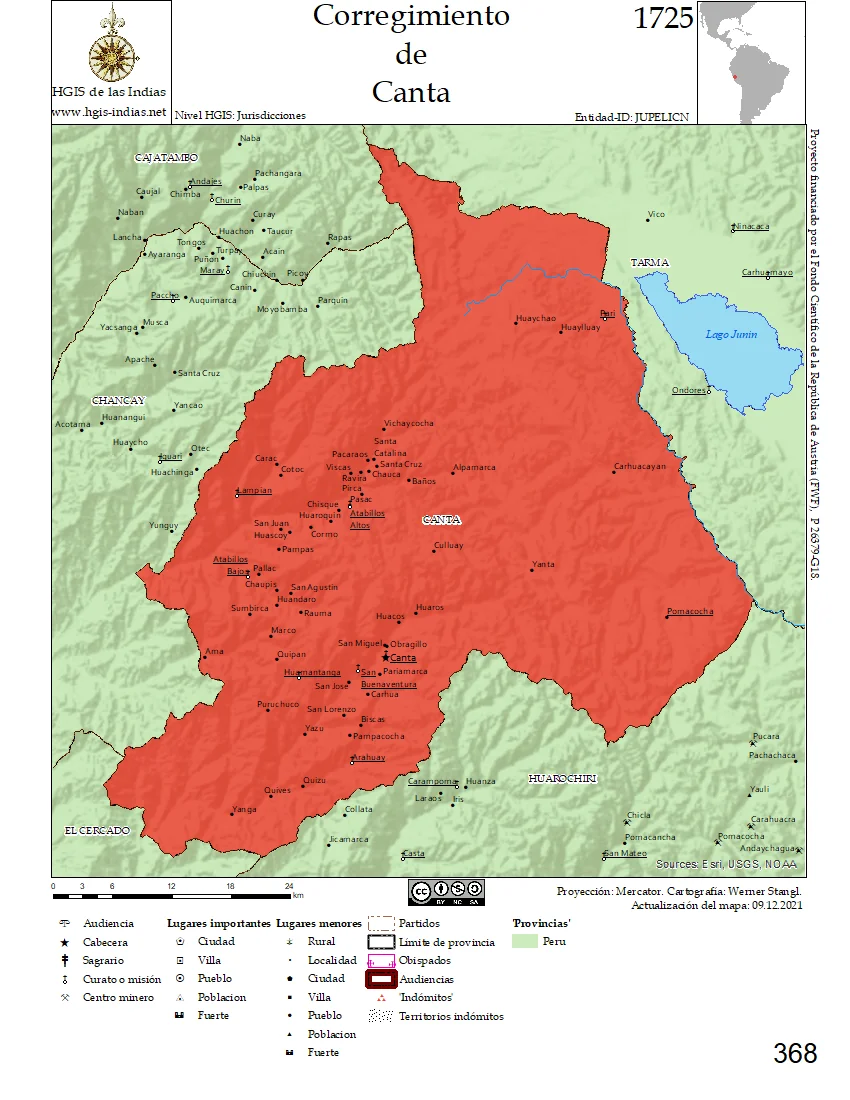 Corregimiento
de
Canta
1725
HGIS de las Indias
www.hgis-indias.net
Nivel HGIS: Jurisdicciones
Entidad-ID: JUPELICN
Proyecto financiado por el Fondo Científico de la República de Austria (FWF), P 26379-G18.
Naba
CAJATAMBO
Pachangara
Andajes
Palpas
Caujal
Chimba
Churin
Naban
Curay
Huachon
Taucur
Lancha
Tongos
Rapas
Vico
Ninacaca
Ayaranga
Turpay
Acain
Puñon
TARMA
Maray
Chiuchin
Picoy
Carhuamayo
Canin
Paccho
Auquimarca
Moyobamba
Parquin
Huaychao
Pari
Musca
Yacsanga
Huaylluay
Lago Junin
Apache
Santa Cruz
Ondores
CHANCAY
Yancao
Huanangui
Acotama
Vichaycocha
Huaycho
Otec
Santa
Catalina
Iguari
Pacaraos
Carac
Huachinga
Cotoc
Viscas
Santa Cruz
Alpamarca
Carhuacayan
Chauca
Ravira
Baños
Lampian
Pirca
Pasac
Chisque
Atabillos
Altos
Huaroquin
CANTA
Yunguy
San Juan
Huascoy
Cormo
Pampas
Culluay
Atabillos
Bajos
Pallac
Yanta
Chaupis
San Agustin
Huandaro
Sumbirca
Rauma
Huaros
Pomacocha
Huacos
Marco
San Miguel
Obragillo
Ama
Quipan
Canta
Huamantanga
San
Buenaventura
Pariamarca
San Jose
Carhua
Puruchuco
San Lorenzo
Biscas
Yazu
Pampacocha
Pucara
Arahuay
Pachachaca
HUAROCHIRI
Quizu
Carampoma
Huanza
Quives
Laraos
Iris
Yauli
Yanga
Collata
Chicla
Carahuacra
EL CERCADO
Jicamarca
Pomacancha
Pomacocha
Andaychagua
Casta
San Mateo
Sources: Esri, USGS, NOAA
0 3 6 12 18 24
km
CC BY NC SA
Proyección: Mercator. Cartografía: Werner Stangl.
Actualización del mapa: 09.12.2021
Audiencia
Cabecera
Sagrario
Curato o misión
Centro minero
Lugares importantes
Ciudad
Villa
Pueblo
Poblacion
Fuerte
Lugares menores
Rural
Localidad
Ciudad
Villa
Pueblo
Poblacion
Fuerte
Partidos
Límite de provincia
Obispados
Audiencias
'Indómitos'
Territorios indómitos
'Provincias'
Peru
368